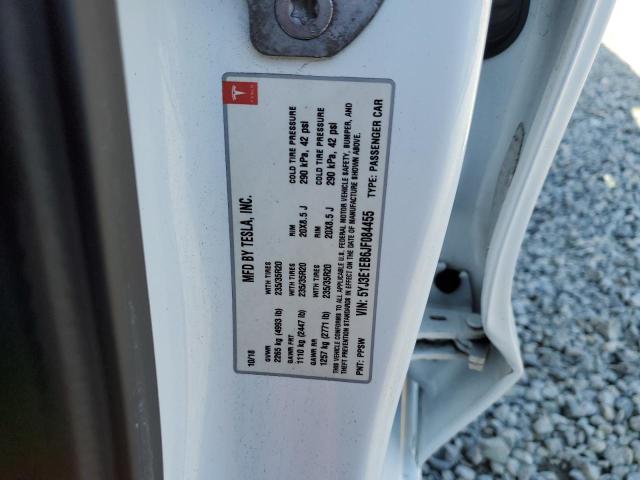 TESLA
MFD BY TESLA, INC.
10/18
GVWR
2265 kg (4993 lb)
WITH TIRES
235/35R20
RIM
20X8.5 J
COLD TIRE PRESSURE
290 kPa, 42 psi
GAWR FRT
1110 kg (2447 lb)
WITH TIRES
235/35R20
GAWR RR
1257 kg (2771 lb)
WITH TIRES
235/35R20
RIM
20X8.5 J
COLD TIRE PRESSURE
290 kPa, 42 psi
THIS VEHICLE CONFORMS TO ALL APPLICABLE U.S. FEDERAL MOTOR VEHICLE SAFETY, BUMPER, AND
THEFT PREVENTION STANDARDS IN EFFECT ON THE DATE OF MANUFACTURE SHOWN ABOVE.
VIN: 5YJ3E1EB6JF084455
TYPE: PASSENGER CAR
PNT: PPSW